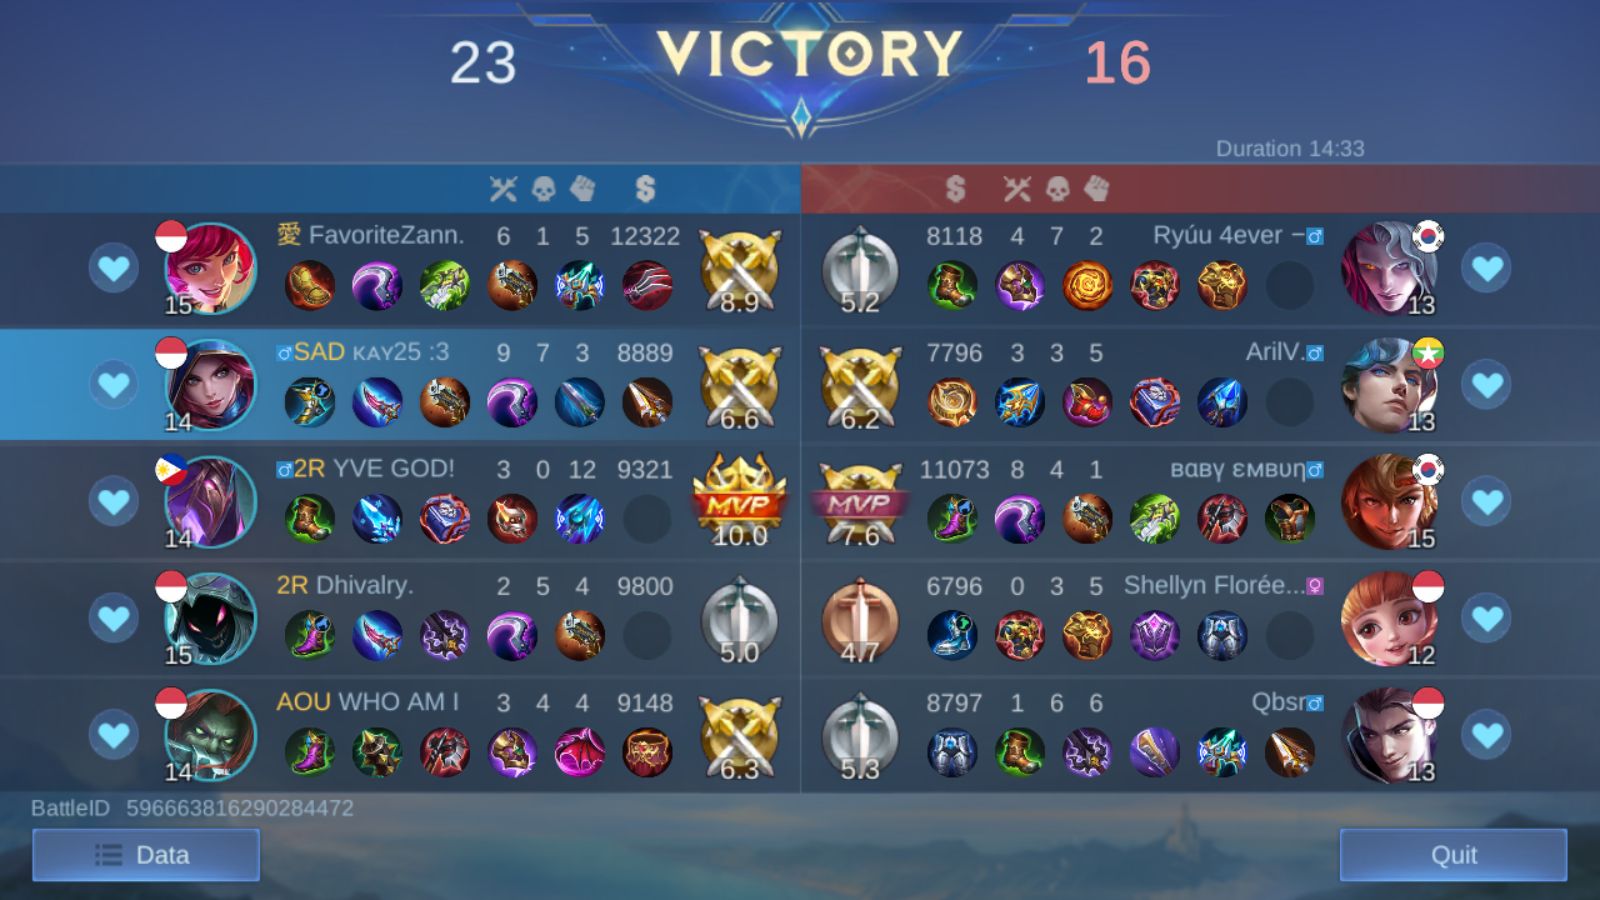 23 VICTORY 16
Duration 14:33
愛 FavoriteZann. 6 1 5 12322
15 8.9
8118 4 7 2 Ryúu 4ever –
5.2 13
SAD ᴋᴀʏ25 :3 9 7 3 8889
14 6.6
7796 3 3 5 ArilV.
6.2 13
2R YVE GOD! 3 0 12 9321
14 MVP 10.0
11073 8 4 1 вαвγ εмвυη
MVP 7.6 15
2R Dhivalry. 2 5 4 9800
15 5.0
6796 0 3 5 Shellyn Florée...
4.7 12
AOU WHO AM I 3 4 4 9148
14 6.3
8797 1 6 6 Qbsr
5.3 13
BattleID 596663816290284472
Data
Quit